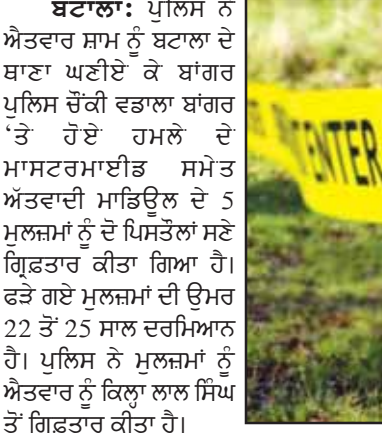 ਬਟਾਲਾ: ਪੁਲਿਸ ਨੇ
ਐਤਵਾਰ ਸ਼ਾਮ ਨੂੰ ਬਟਾਲਾ ਦੇ
ਥਾਣਾ ਘਣੀਏ ਕੇ ਬਾਂਗਰ
ਪੁਲਿਸ ਚੌਂਕੀ ਵਡਾਲਾ ਬਾਂਗਰ
'ਤੇ ਹੋਏ ਹਮਲੇ ਦੇ
ਮਾਸਟਰਮਾਈਡ ਸਮੇਤ
ਅੱਤਵਾਦੀ ਮਾਡਿਊਲ ਦੇ 5
ਮੁਲਜ਼ਮਾਂ ਨੂੰ ਦੋ ਪਿਸਤੌਲਾਂ ਸਣੇ
ਗ੍ਰਿਫ਼ਤਾਰ ਕੀਤਾ ਗਿਆ ਹੈ।
ਫੜੇ ਗਏ ਮੁਲਜ਼ਮਾਂ ਦੀ ਉਮਰ
22 ਤੋਂ 25 ਸਾਲ ਦਰਮਿਆਨ
ਹੈ। ਪੁਲਿਸ ਨੇ ਮੁਲਜ਼ਮਾਂ ਨੂੰ
ਐਤਵਾਰ ਨੂੰ ਕਿਲ੍ਹਾ ਲਾਲ ਸਿੰਘ
ਤੋਂ ਗਿਫ਼ਤਾਰ ਕੀਤਾ ਹੈ।
ENTER